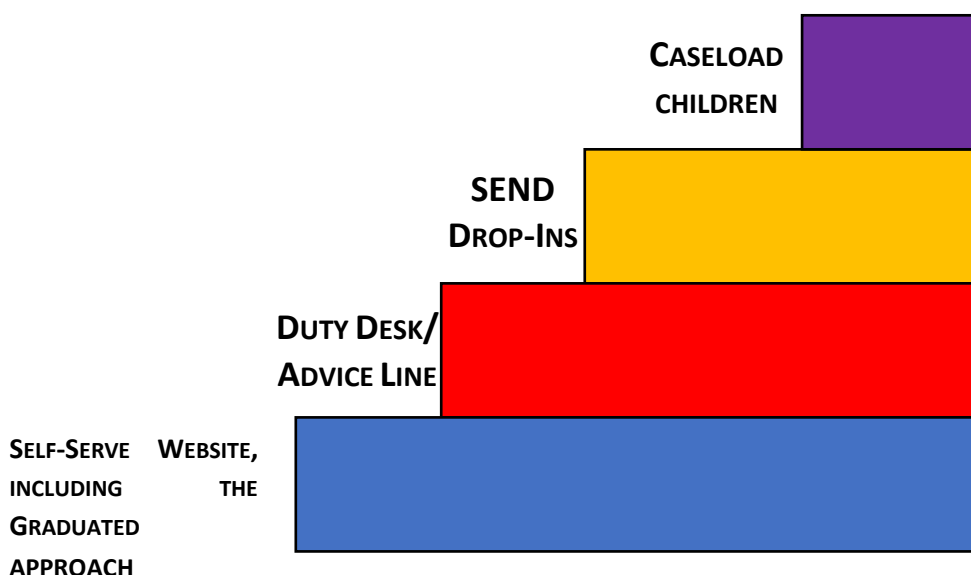 CASELOAD
CHILDREN
SEND
DROP-INS
DUTY DESK/
ADVICE LINE
SELF-SERVE WEBSITE,
INCLUDING THE
GRADUATED
APPROACH